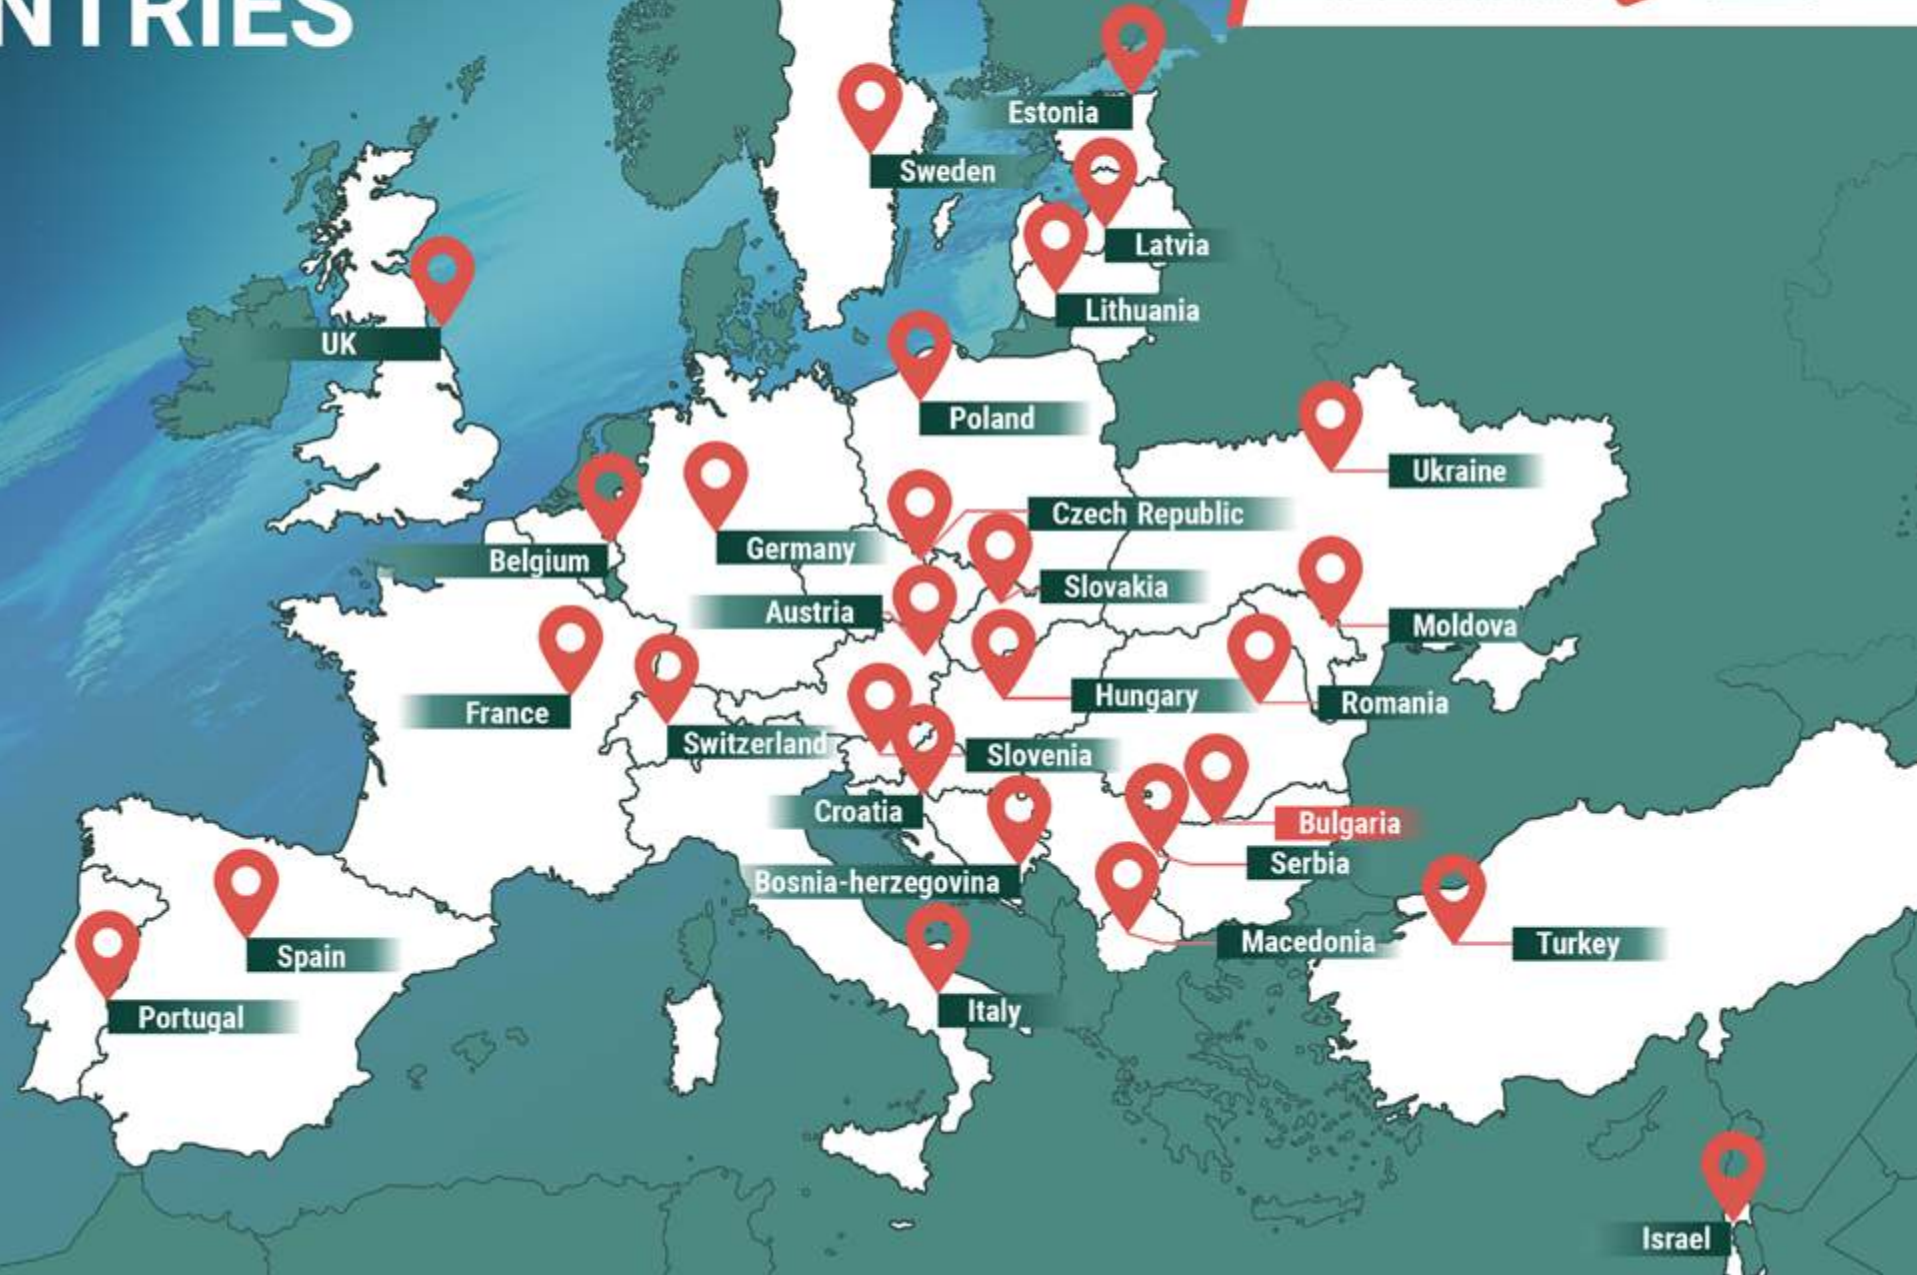 NTRIES
Estonia
Sweden
Latvia
Lithuania
UK
Poland
Ukraine
Czech Republic
Germany
Belgium
Slovakia
Austria
Moldova
Hungary
Romania
France
Switzerland
Slovenia
Croatia
Bulgaria
Serbia
Bosnia-herzegovina
Macedonia
Turkey
Spain
Italy
Portugal
Israel